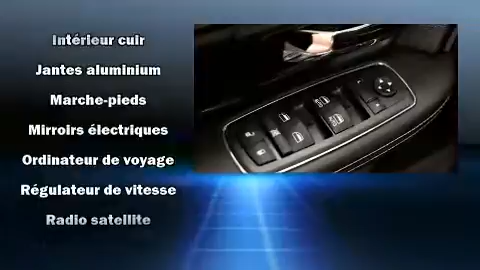 Intérieur cuir
Jantes aluminium
Marche-pieds
Mirroirs électriques
Ordinateur de voyage
Régulateur de vitesse
Radio satellite